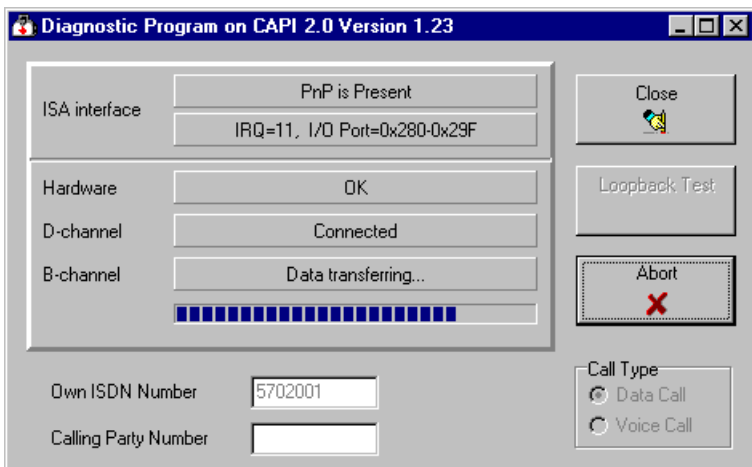 Diagnostic Program on CAPI 2.0 Version 1.23
ISA interface
PnP is Present
IRQ=11, I/O Port=0x280-0x29F
Hardware
OK
D-channel
Connected
B-channel
Data transferring...
Own ISDN Number
5702001
Calling Party Number
Close
Loopback Test
Abort
Call Type
Data Call
Voice Call